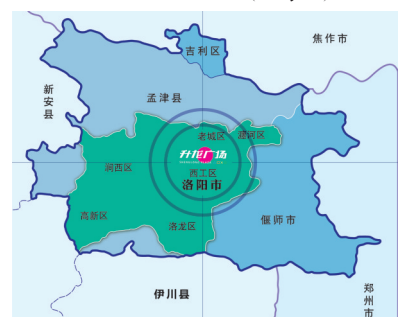 焦作市
吉利区
新安县
孟津县
老城区
瀍河区
升龙广场
河西区
西工区
洛阳市
高新区
洛龙区
偃师市
伊川县
郑州市